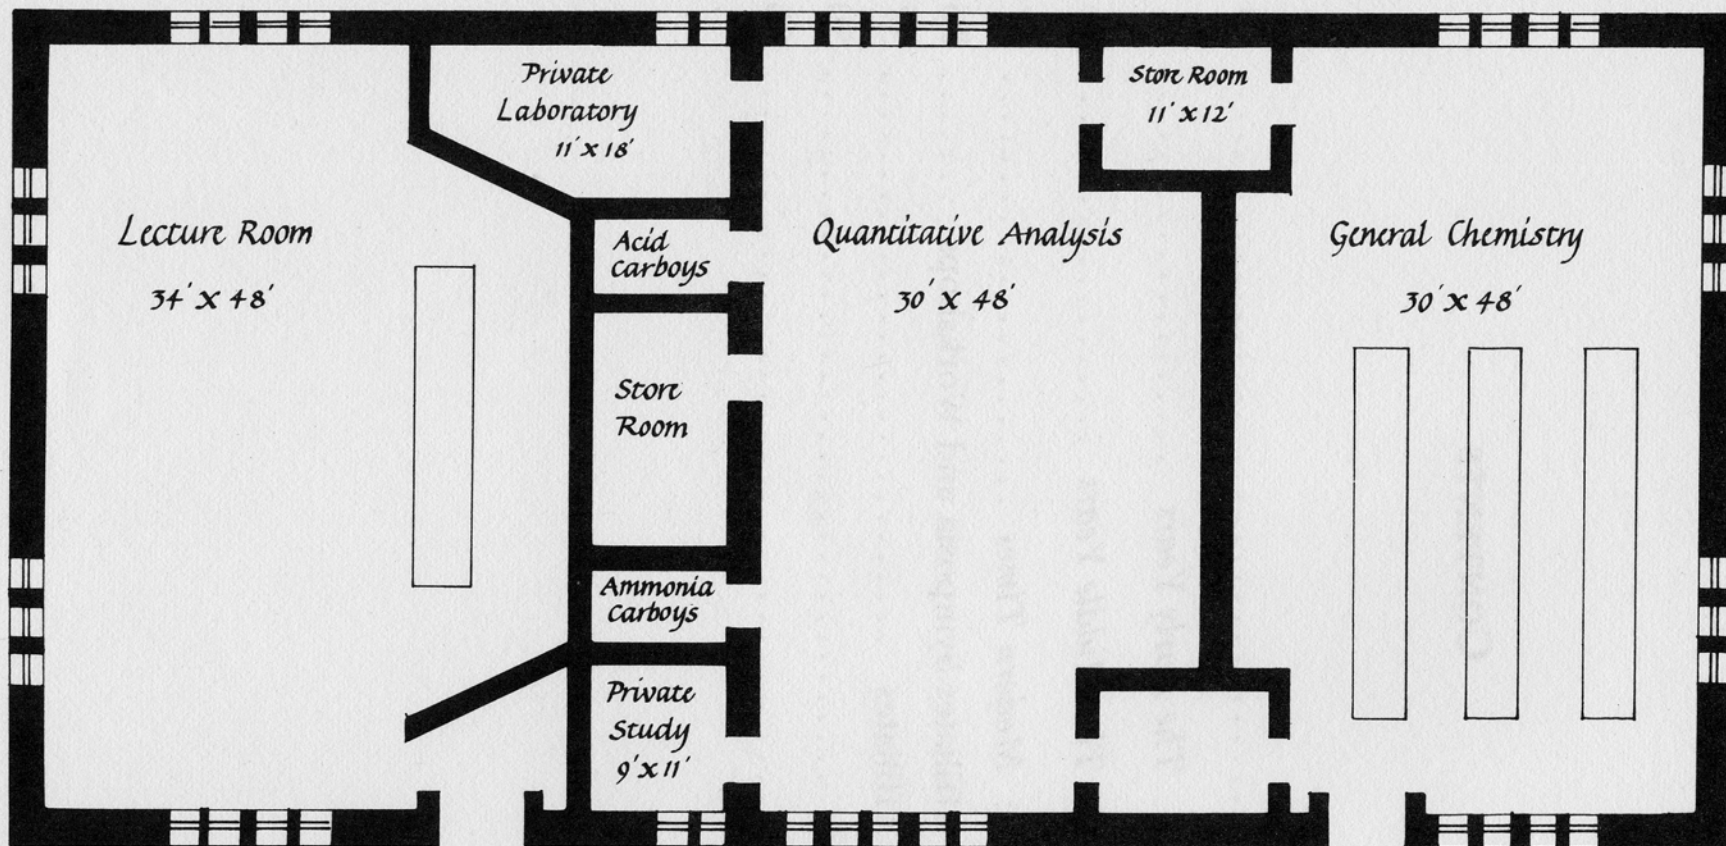 Private
Laboratory
11' x 18'
Store Room
11' x 12'
Lecture Room
34' x 48'
Acid
Carboys
Quantitative Analysis
30' x 48'
General Chemistry
30' x 48'
Store
Room
Ammonia
Carboys
Private
Study
9' x 11'